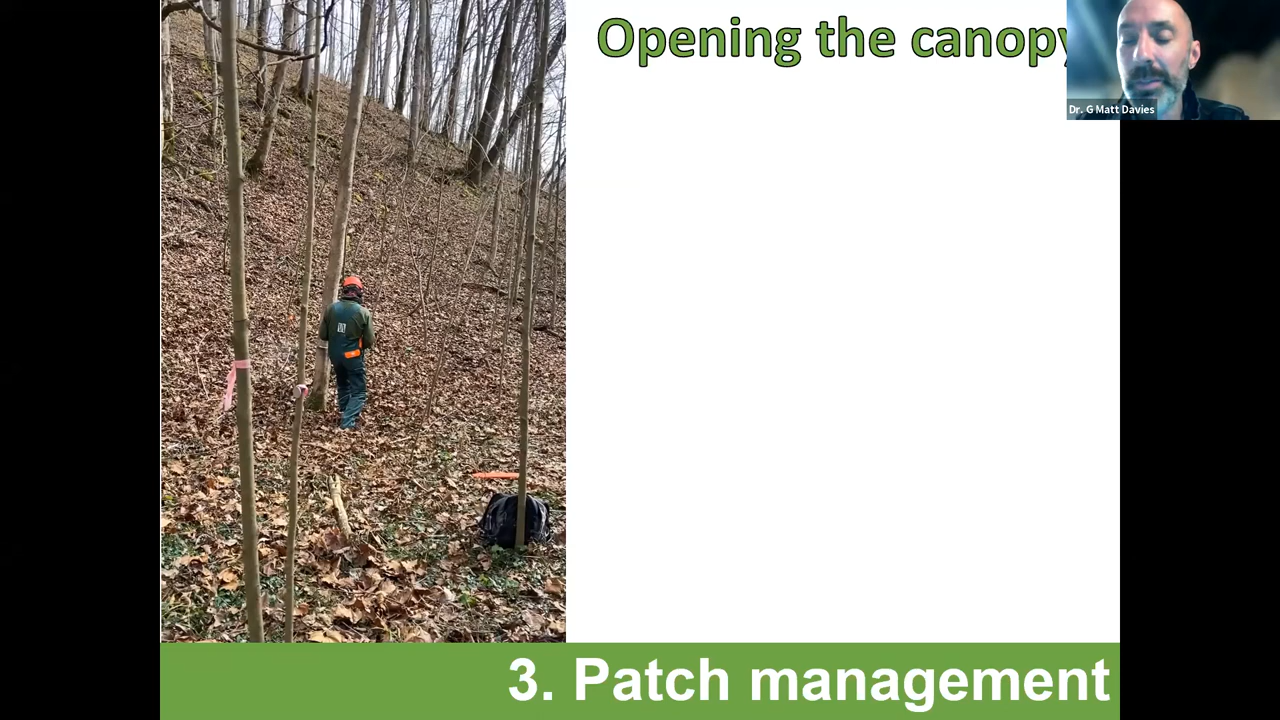 Opening the canopy
Dr. G Matt Davies
3. Patch management